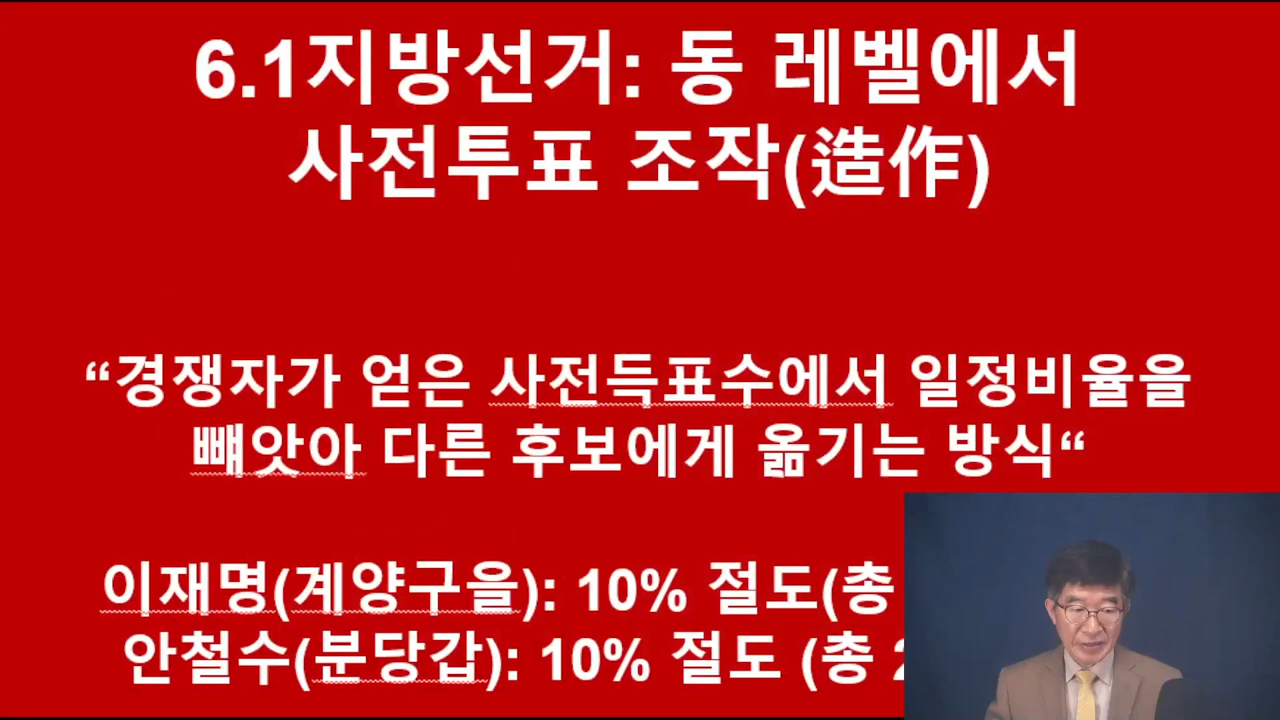 6.1지방선거: 동 레벨에서
사전투표 조작(造作)
“경쟁자가 얻은 사전득표수에서 일정비율을
빼앗아 다른 후보에게 옮기는 방식“
이재명(계양구을): 10% 절도(총
안철수(분당갑): 10% 절도 (총